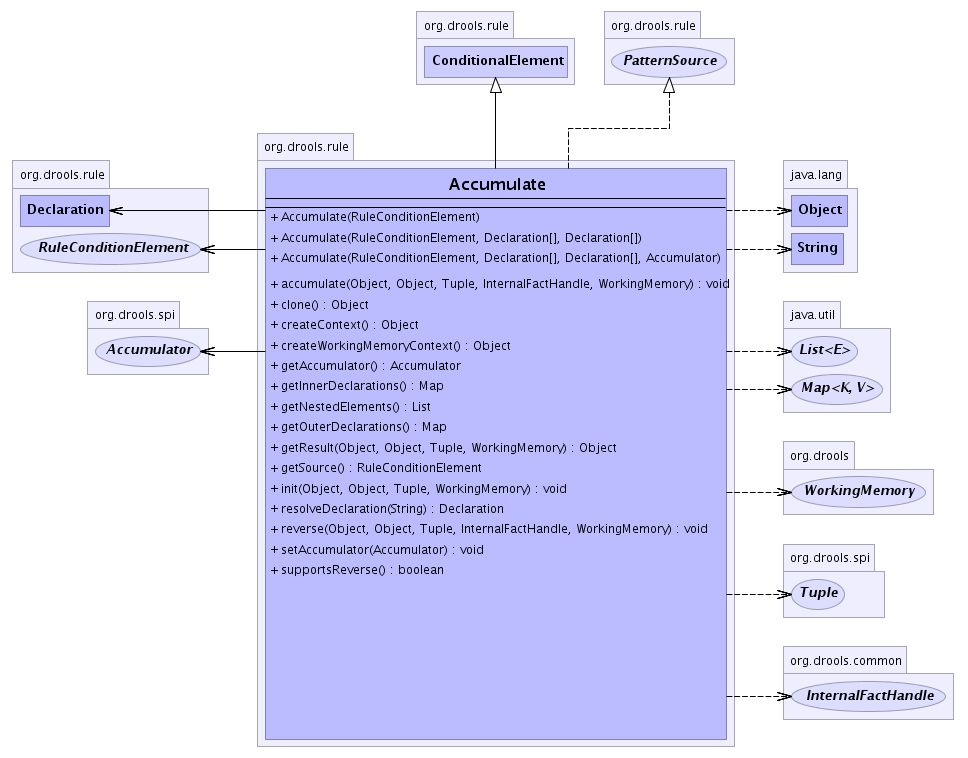 org.drools.rule
ConditionalElement
org.drools.rule
PatternSource
org.drools.rule
Declaration
RuleConditionElement
org.drools.spi
Accumulator
org.drools.rule
Accumulate
+ Accumulate(RuleConditionElement)
+ Accumulate(RuleConditionElement, Declaration[], Declaration[])
+ Accumulate(RuleConditionElement, Declaration[], Declaration[], Accumulator)
+ accumulate(Object, Object, Tuple, InternalFactHandle, WorkingMemory) : void
+ clone() : Object
+ createContext() : Object
+ createWorkingMemoryContext() : Object
+ getAccumulator() : Accumulator
+ getInnerDeclarations() : Map
+ getNestedElements() : List
+ getOuterDeclarations() : Map
+ getResult(Object, Object, Tuple, WorkingMemory) : Object
+ getSource() : RuleConditionElement
+ init(Object, Object, Tuple, WorkingMemory) : void
+ resolveDeclaration(String) : Declaration
+ reverse(Object, Object, Tuple, InternalFactHandle, WorkingMemory) : void
+ setAccumulator(Accumulator) : void
+ supportsReverse() : boolean
java.lang
Object
String
java.util
List<E>
Map<K, V>
org.drools
WorkingMemory
org.drools.spi
Tuple
org.drools.common
InternalFactHandle